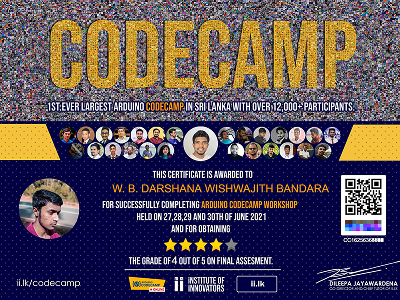 CODECAMP
1ST EVER LARGEST ARDUINO CODECAMP IN SRI LANKA WITH OVER 12,000+ PARTICIPANTS.
THIS CERTIFICATE IS AWARDED TO
W. B. DARSHANA WISHWAJITH BANDARA
FOR SUCCESSFULLY COMPLETING ARDUINO CODECAMP WORKSHOP
HELD ON 27,28,29 AND 30TH OF JUNE 2021
AND FOR OBTAINING
THE GRADE OF 4 OUT OF 5 ON FINAL ASSESMENT.
ii.lk/codecamp
CODECAMP
INSTITUTE OF
INNOVATORS
ii.lk
DILEEPA JAYAWARDENA